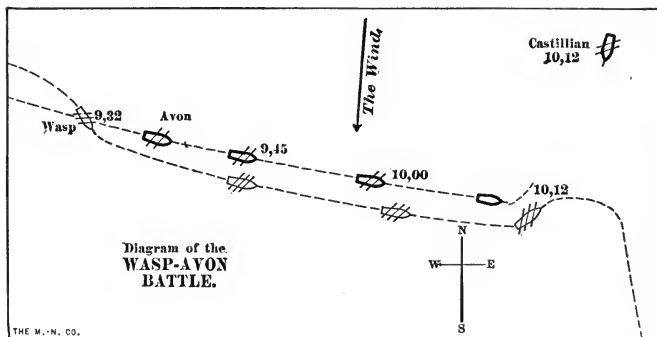 The Wind,
Castillian
10,12
9,32
Wasp
Avon
9,45
10,00
10,12
N
W E
S
Diagram of the
WASP-AVON
BATTLE.
THE M.-N. CO.